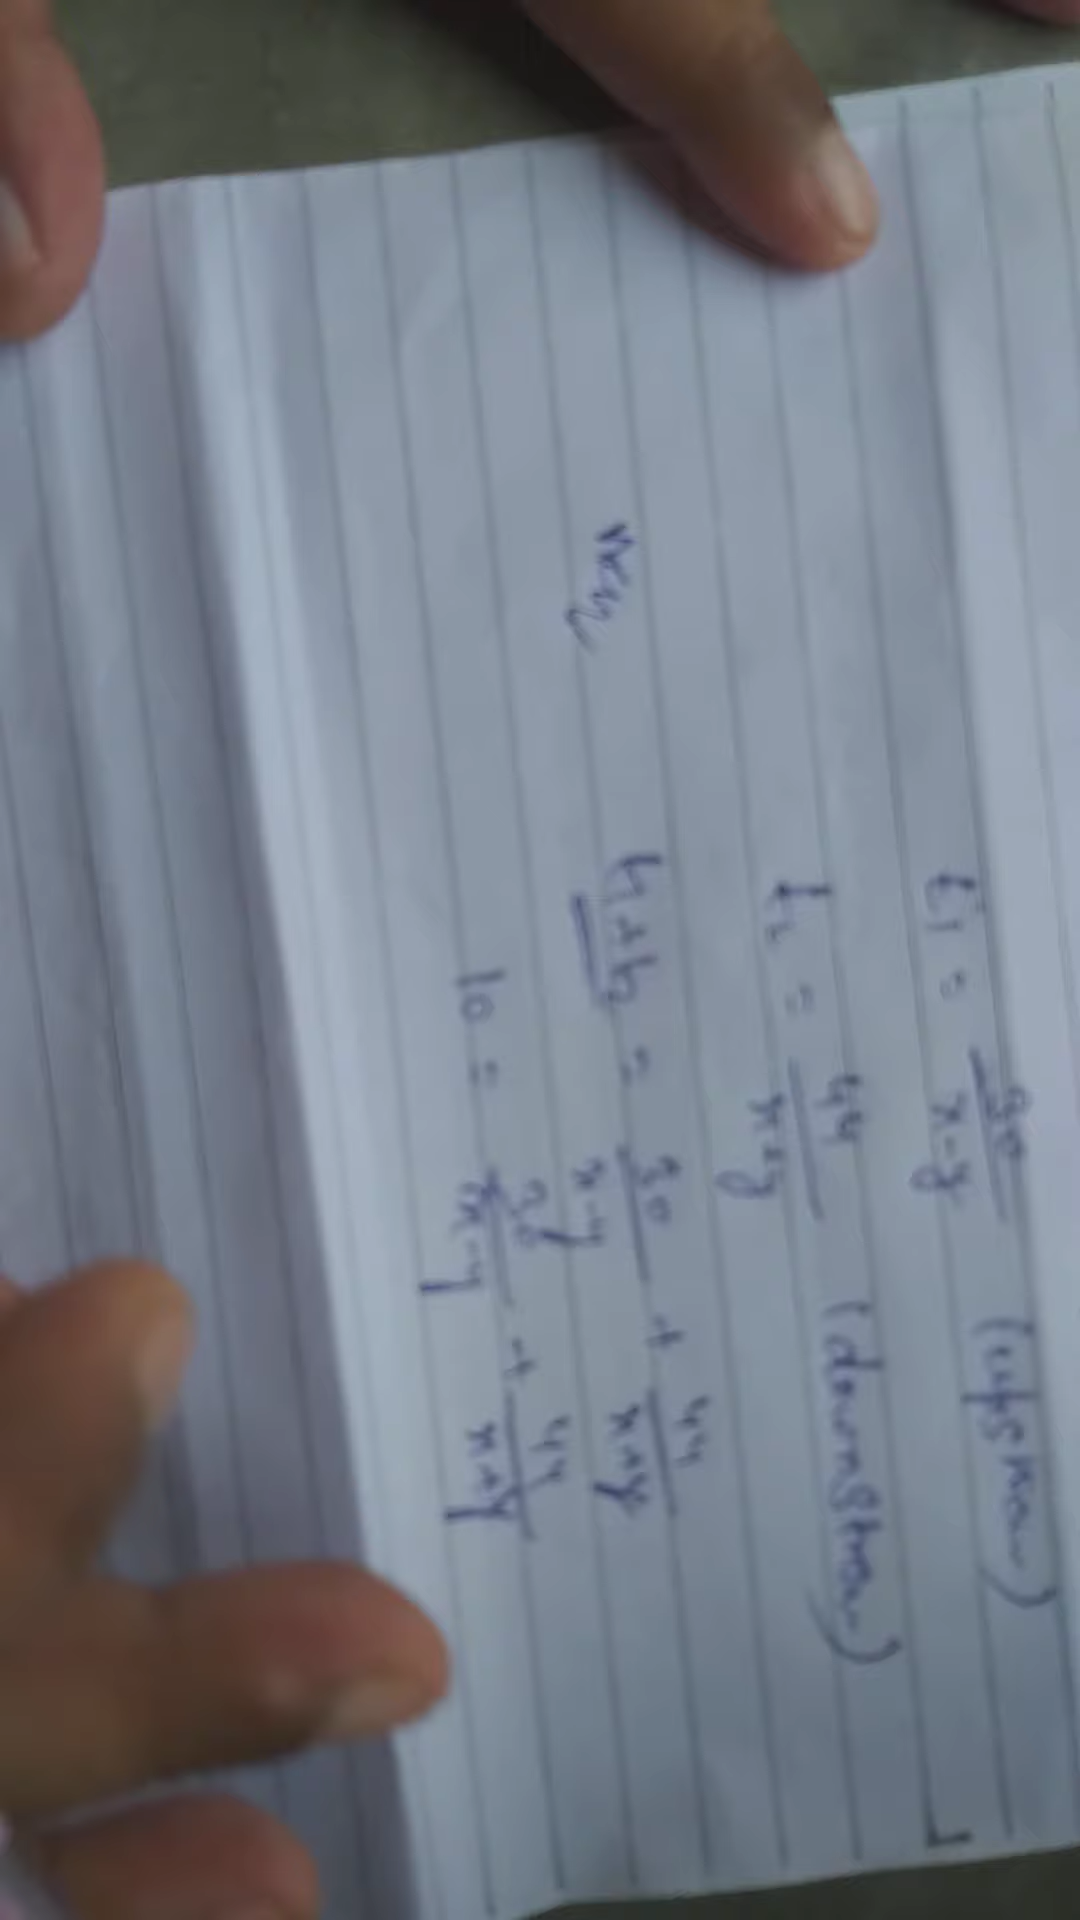 t₁ = 30/x-y (upstream)
t₂ = 44/x+y (downstream)
t₁+t₂ = 30/x-y + 44/x+y
10 = 30/x-y + 44/x+y